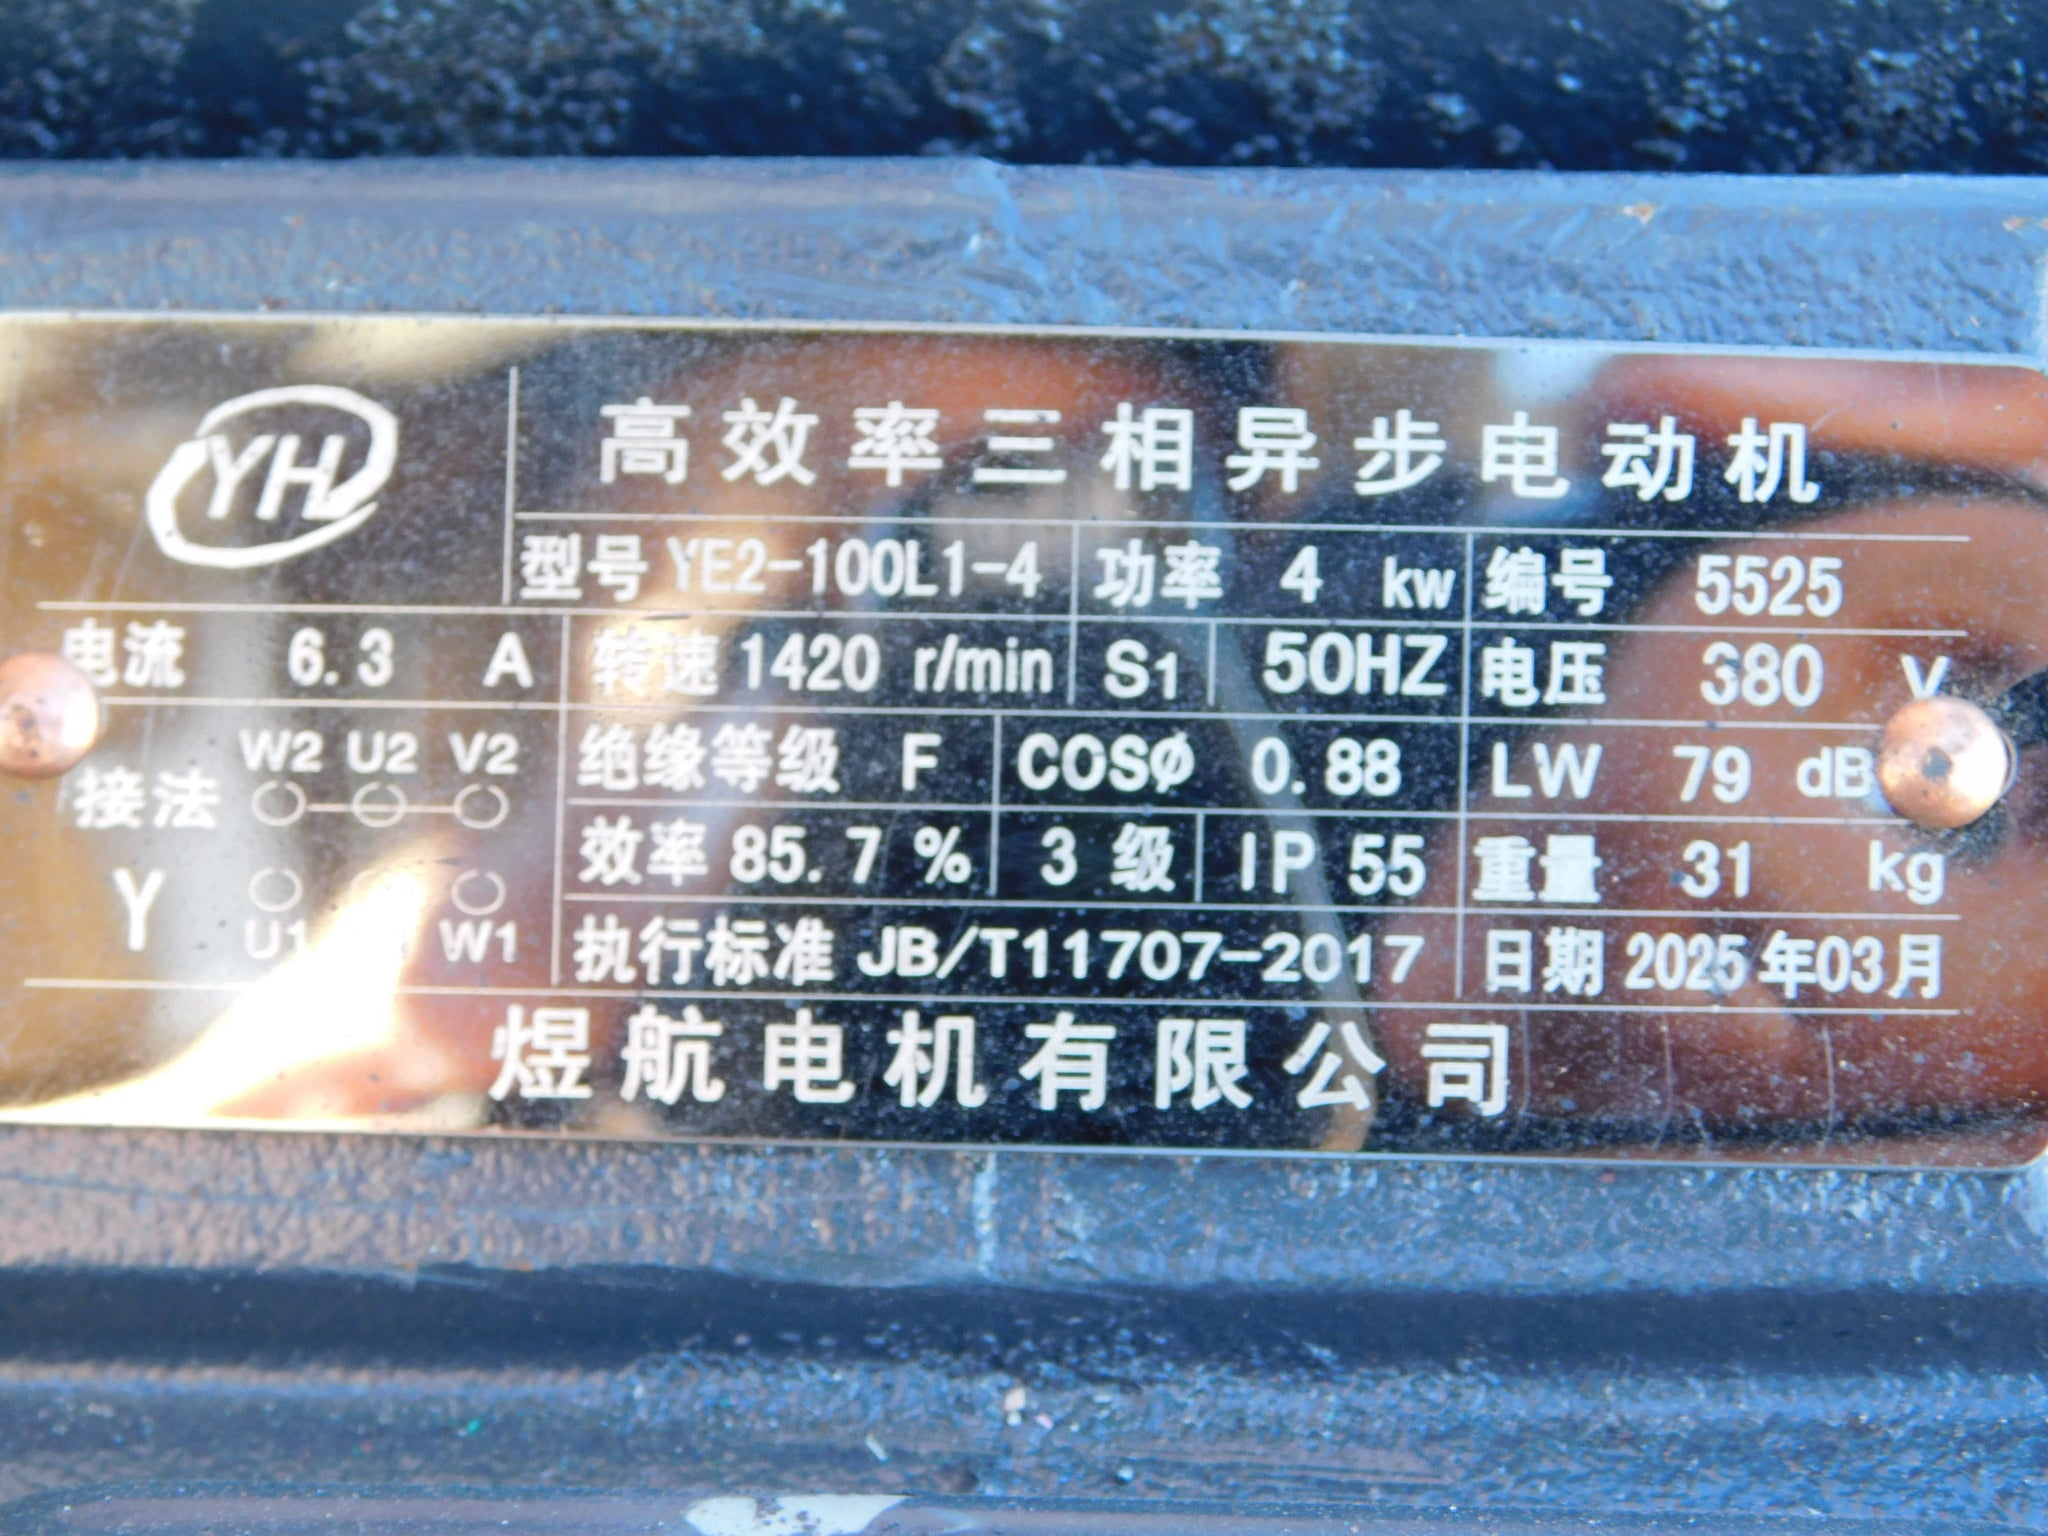 YH
高效率三相异步电动机
型号 YE2-100L1-4 功率 4 kw 编号 5525
电流 6.3 A 转速 1420 r/min S1 50HZ 电压 380 V
接法 W2 U2 V2 绝缘等级 F COSØ 0.88 LW 79 dB
Y U1 W1 效率 85.7 % 3 级 IP 55 重量 31 kg
执行标准 JB/T11707-2017 日期 2025年03月
煜航电机有限公司